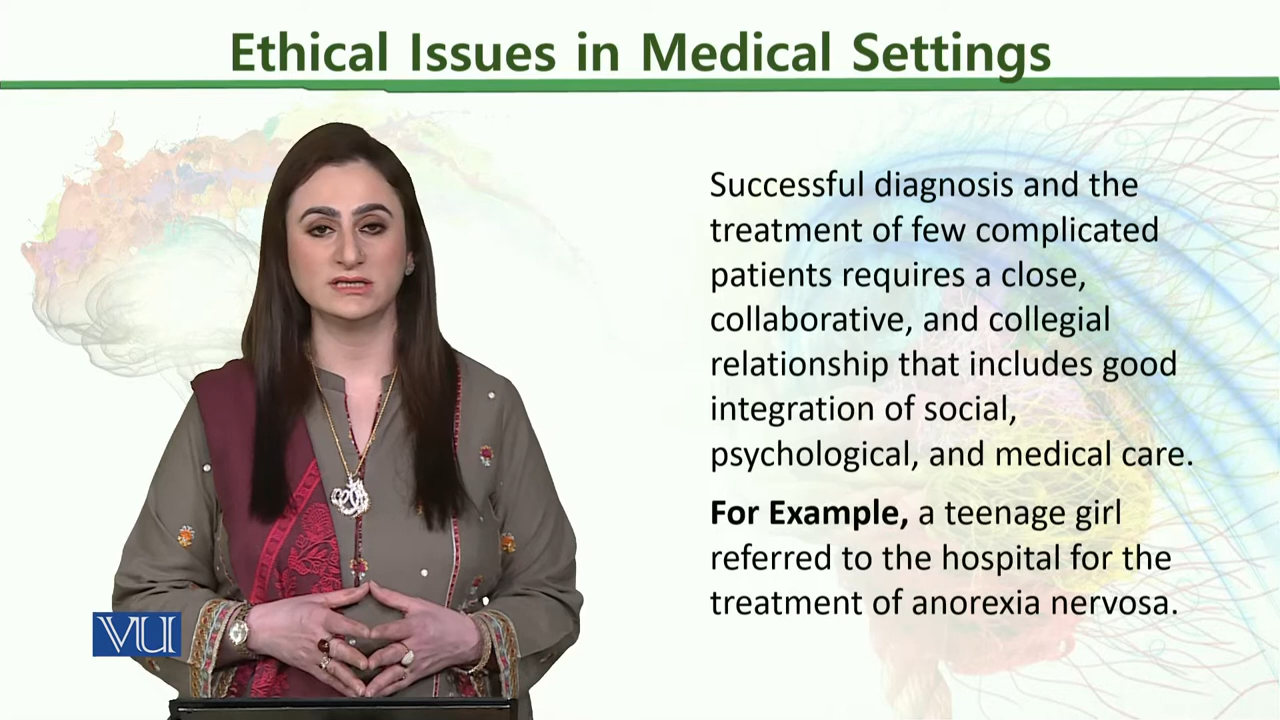 Ethical Issues in Medical Settings
Successful diagnosis and the
treatment of few complicated
patients requires a close,
collaborative, and collegial
relationship that includes good
integration of social,
psychological, and medical care.
For Example, a teenage girl
referred to the hospital for the
treatment of anorexia nervosa.
VU